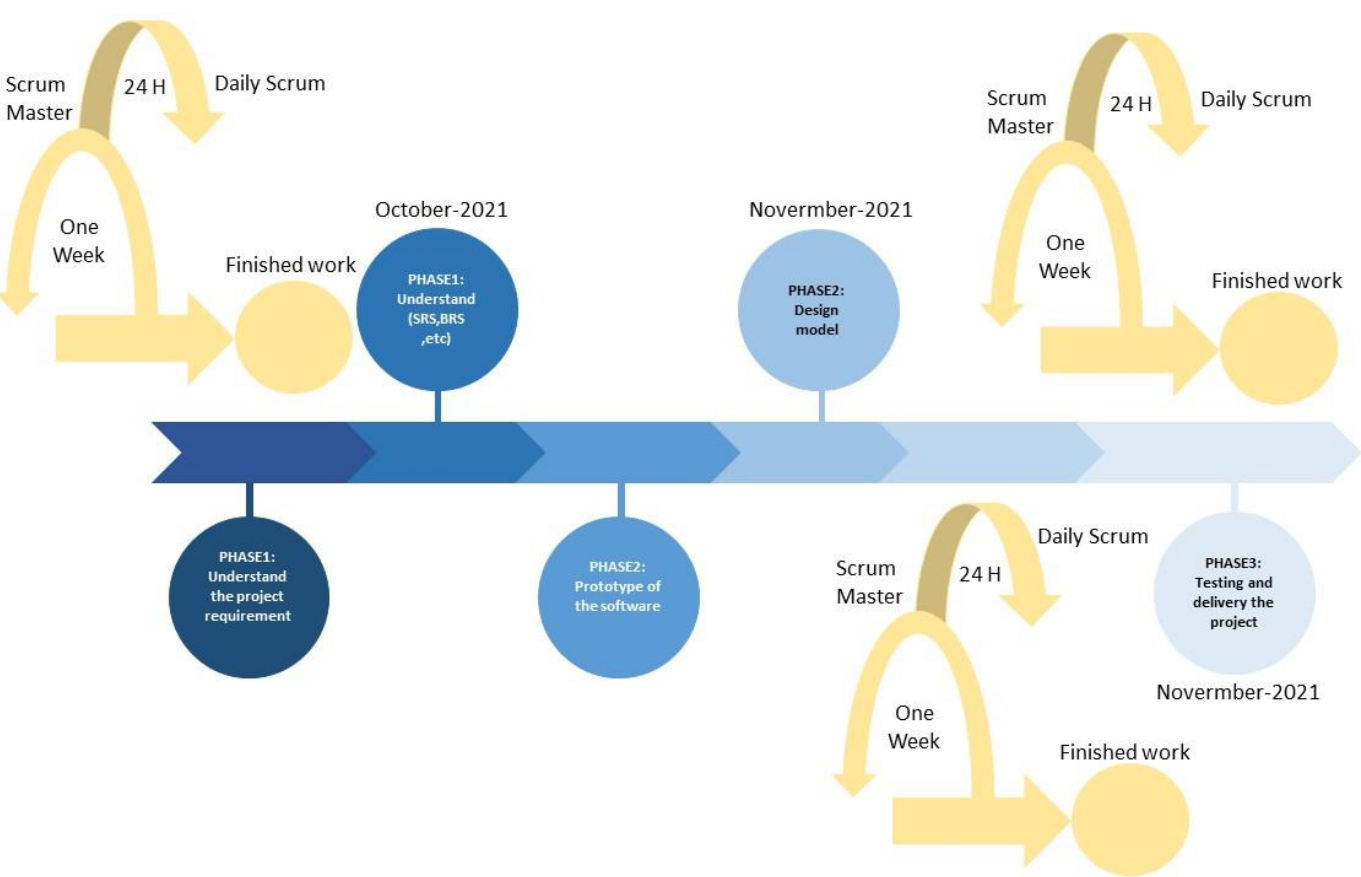 Scrum
Master
24 H
Daily Scrum
One
Week
Finished work
October-2021
PHASE1:
Understand
(SRS,BRS
,etc)
Novermber-2021
PHASE2:
Design
model
Scrum
Master
24 H
Daily Scrum
One
Week
Finished work
PHASE1:
Understand
the project
requirement
PHASE2:
Prototype of
the software
Scrum
Master
24 H
Daily Scrum
One
Week
Finished work
PHASE3:
Testing and
delivery the
project
Novermber-2021